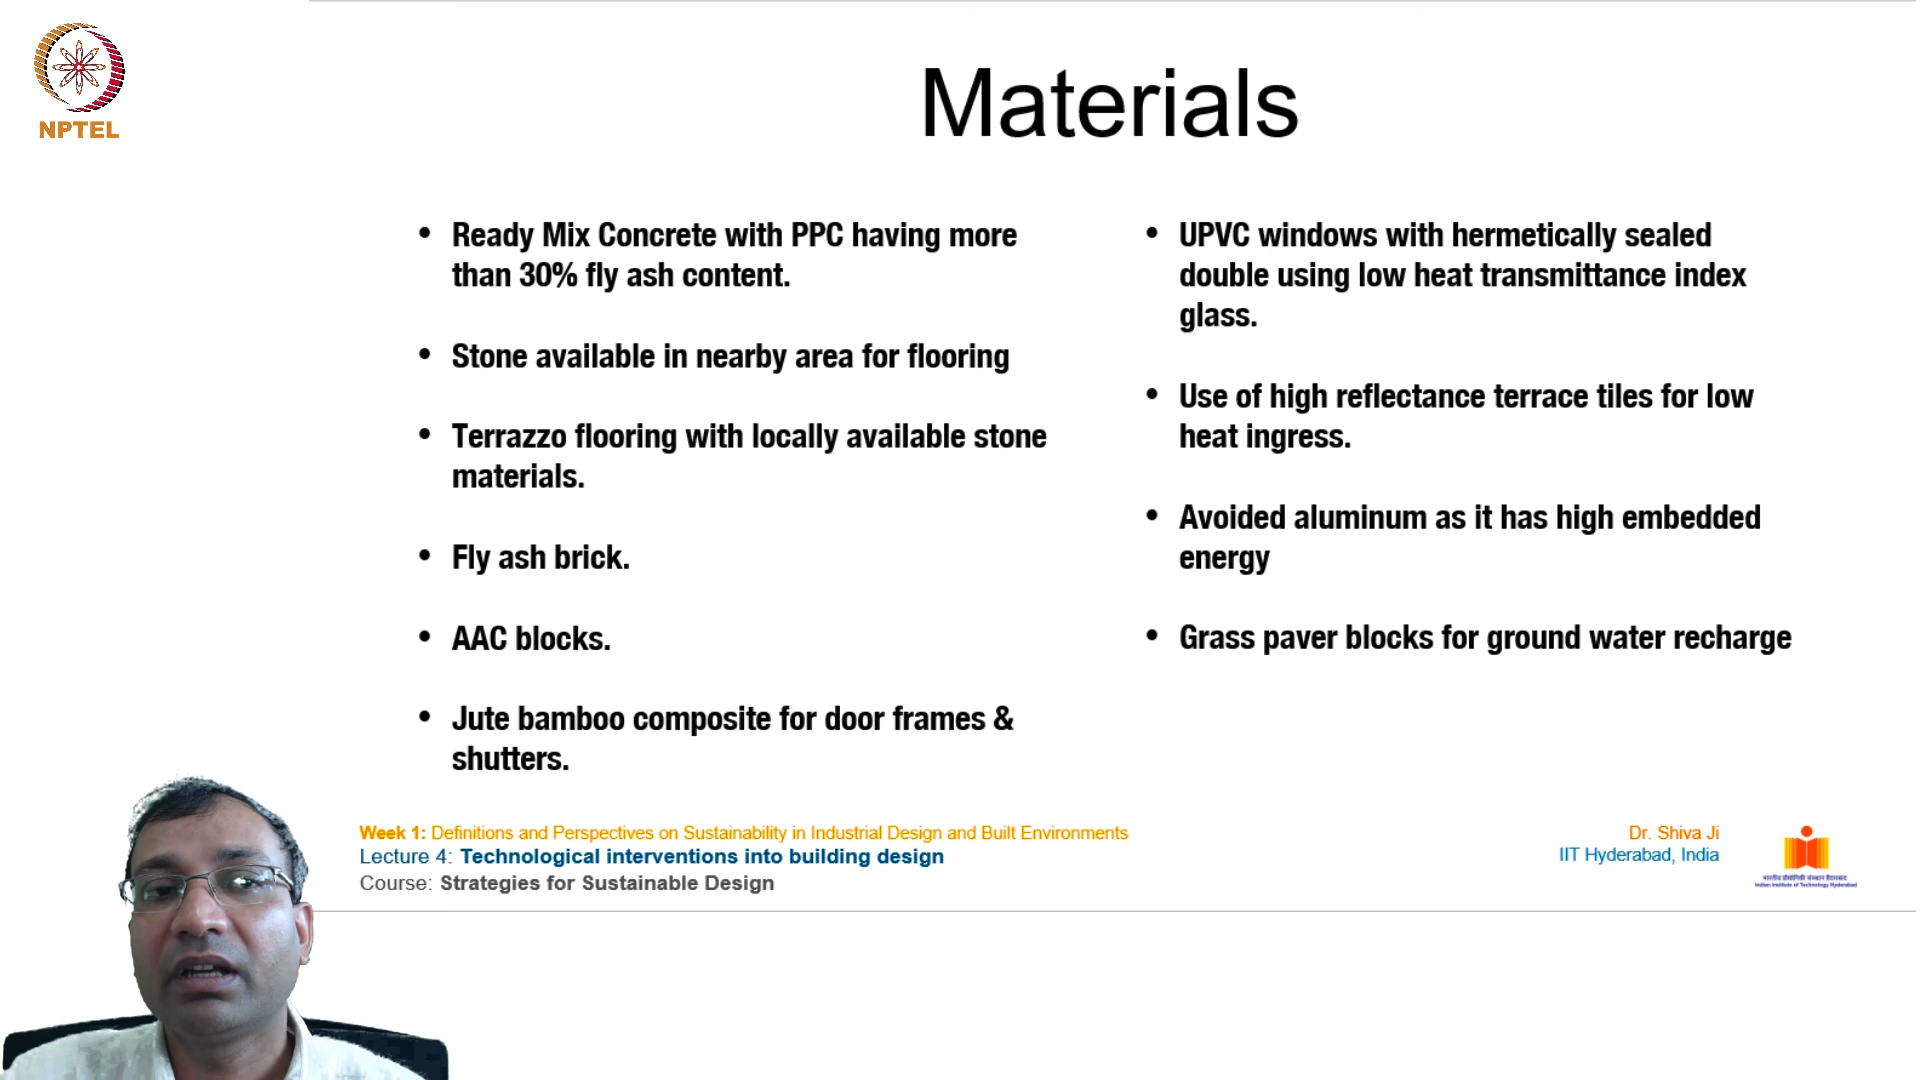 NPTEL
Materials
• Ready Mix Concrete with PPC having more
than 30% fly ash content.
• Stone available in nearby area for flooring
• Terrazzo flooring with locally available stone
materials.
• Fly ash brick.
• AAC blocks.
• Jute bamboo composite for door frames &
shutters.
• UPVC windows with hermetically sealed
double using low heat transmittance index
glass.
• Use of high reflectance terrace tiles for low
heat ingress.
• Avoided aluminum as it has high embedded
energy
• Grass paver blocks for ground water recharge
Week 1: Definitions and Perspectives on Sustainability in Industrial Design and Built Environments
Lecture 4: Technological interventions into building design
Course: Strategies for Sustainable Design
Dr. Shiva Ji
IIT Hyderabad, India
भारतीय प्रौद्योगिकी संस्थान हैदराबाद
Indian Institute of Technology Hyderabad